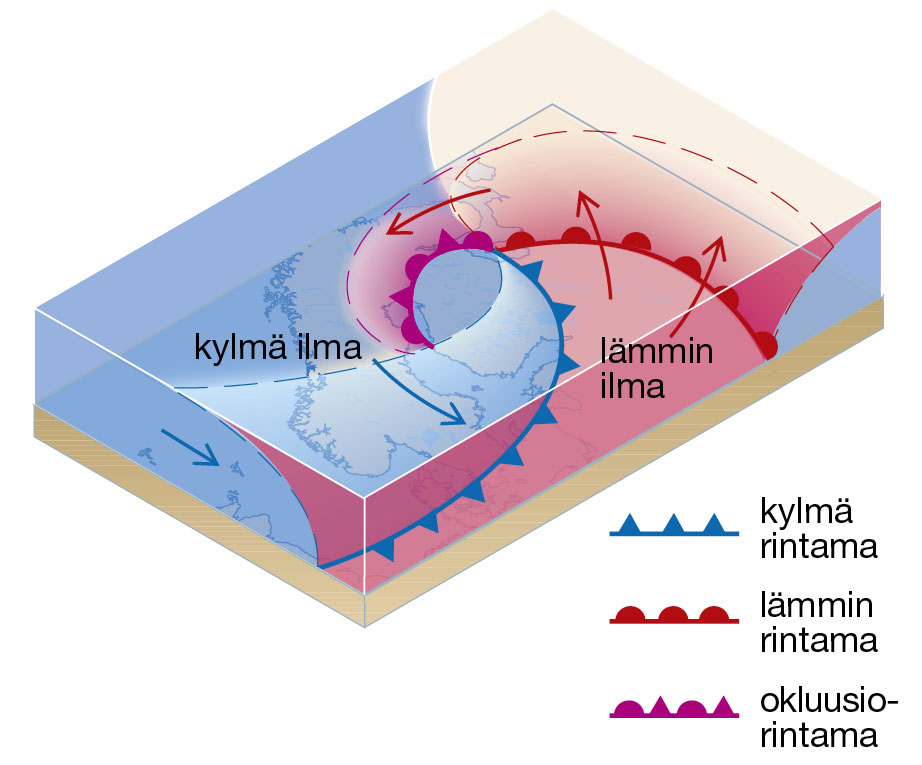 kylmä ilma
lämmin
ilma
kylmä
rintama
lämmin
rintama
okluusio-
rintama